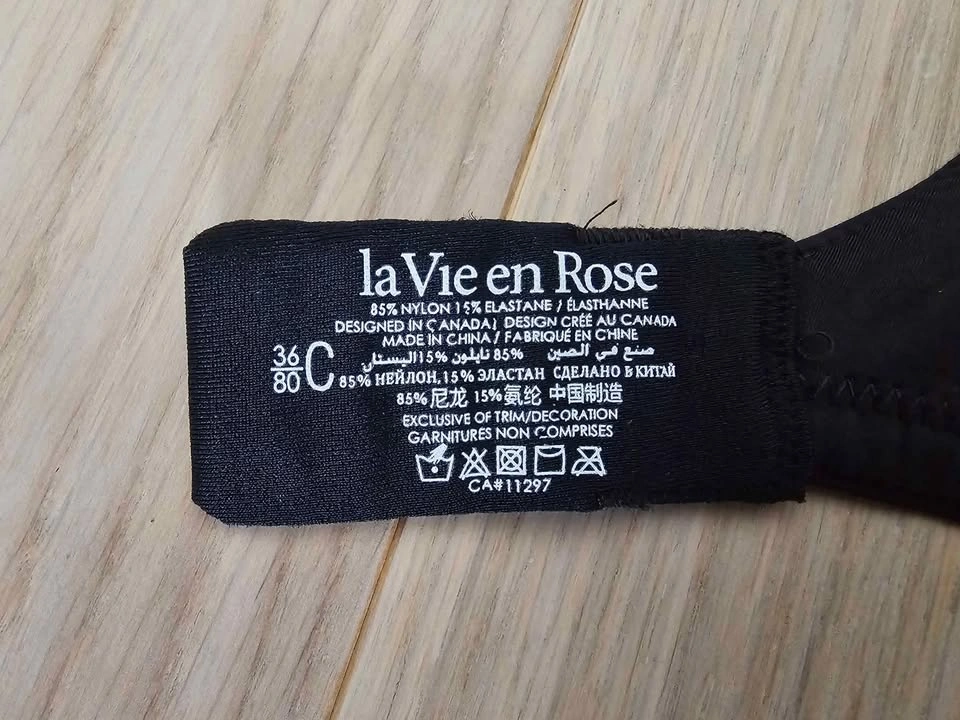 la Vie en Rose
85% NYLON 15% ELASTANE / ÉLASTHANNE
DESIGNED IN CANADA/ DESIGN CRÉÉ AU CANADA
MADE IN CHINA / FABRIQUÉ EN CHINE
صنع في الصين 85% نايلون 15% اليستان
36
80 C
85% НЕЙЛОН, 15% ЭЛАСТАН СДЕЛАНО В КИТАЙ
85% 尼龙 15% 氨纶 中国制造
EXCLUSIVE OF TRIM/DECORATION
GARNITURES NON COMPRISES
CA#11297